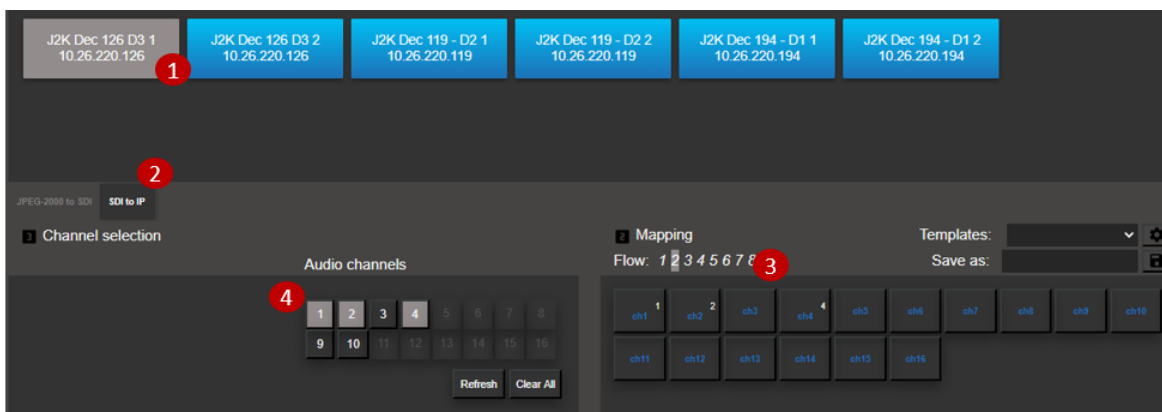 J2K Dec 126 D3 1
10.26.220.126
J2K Dec 126 D3 2
10.26.220.126
J2K Dec 119 - D2 1
10.26.220.119
J2K Dec 119 - D2 2
10.26.220.119
J2K Dec 194 - D1 1
10.26.220.194
J2K Dec 194 - D1 2
10.26.220.194
1
2
JPEG-2000 to SDI SDI to IP
3 Channel selection
Audio channels
4
1 2 3 4 5 6 7 8
9 10 11 12 13 14 15 16
Refresh Clear All
2 Mapping
Flow: 1 2 3 4 5 6 7 8
3
Templates:
Save as:
ch1 1 ch2 2 ch3 ch4 4 ch5 ch6 ch7 ch8 ch9 ch10
ch11 ch12 ch13 ch14 ch15 ch16